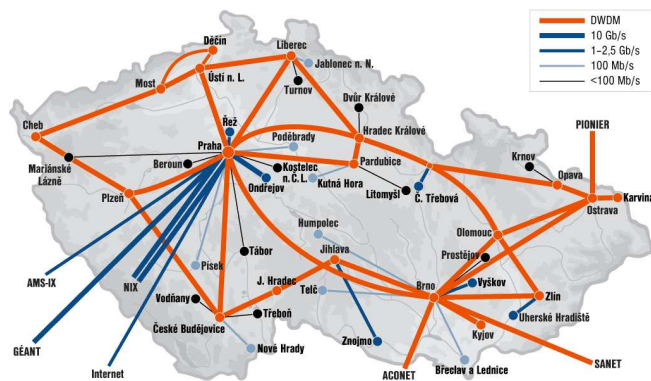 DWDM
10 Gb/s
1–2,5 Gb/s
100 Mb/s
<100 Mb/s
Děčín
Liberec
Jablonec n. N.
Most
Ústí n. L.
Turnov
Dvůr Králové
Cheb
Řež
Poděbrady
Hradec Králové
PIONIER
Praha
Mariánské
Lázně
Beroun
Kostelec
n. Č. L.
Pardubice
Krnov
Opava
Ondřejov
Kutná Hora
Litomyšl
Č. Třebová
Karvina
Ostrava
Plzeň
Humpolec
Olomouc
Tábor
Jihlava
Prostějov
AMS-IX
NIX
Písek
J. Hradec
Telč
Brno
Vyškov
Zlín
Vodňany
Třeboň
Uherské Hradiště
České Budějovice
Kyjov
GÉANT
Nové Hrady
Znojmo
Internet
ACONET
Břeclav a Lednice
SANET